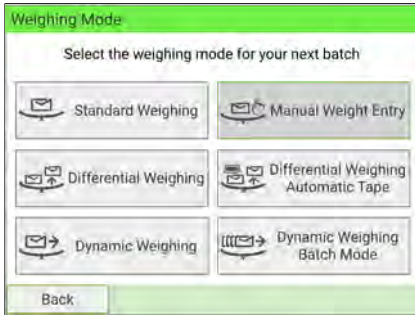 Weighing Mode
Select the weighing mode for your next batch
Standard Weighing
Manual Weight Entry
Differential Weighing
Differential Weighing
Automatic Tape
Dynamic Weighing
Dynamic Weighing
Batch Mode
Back